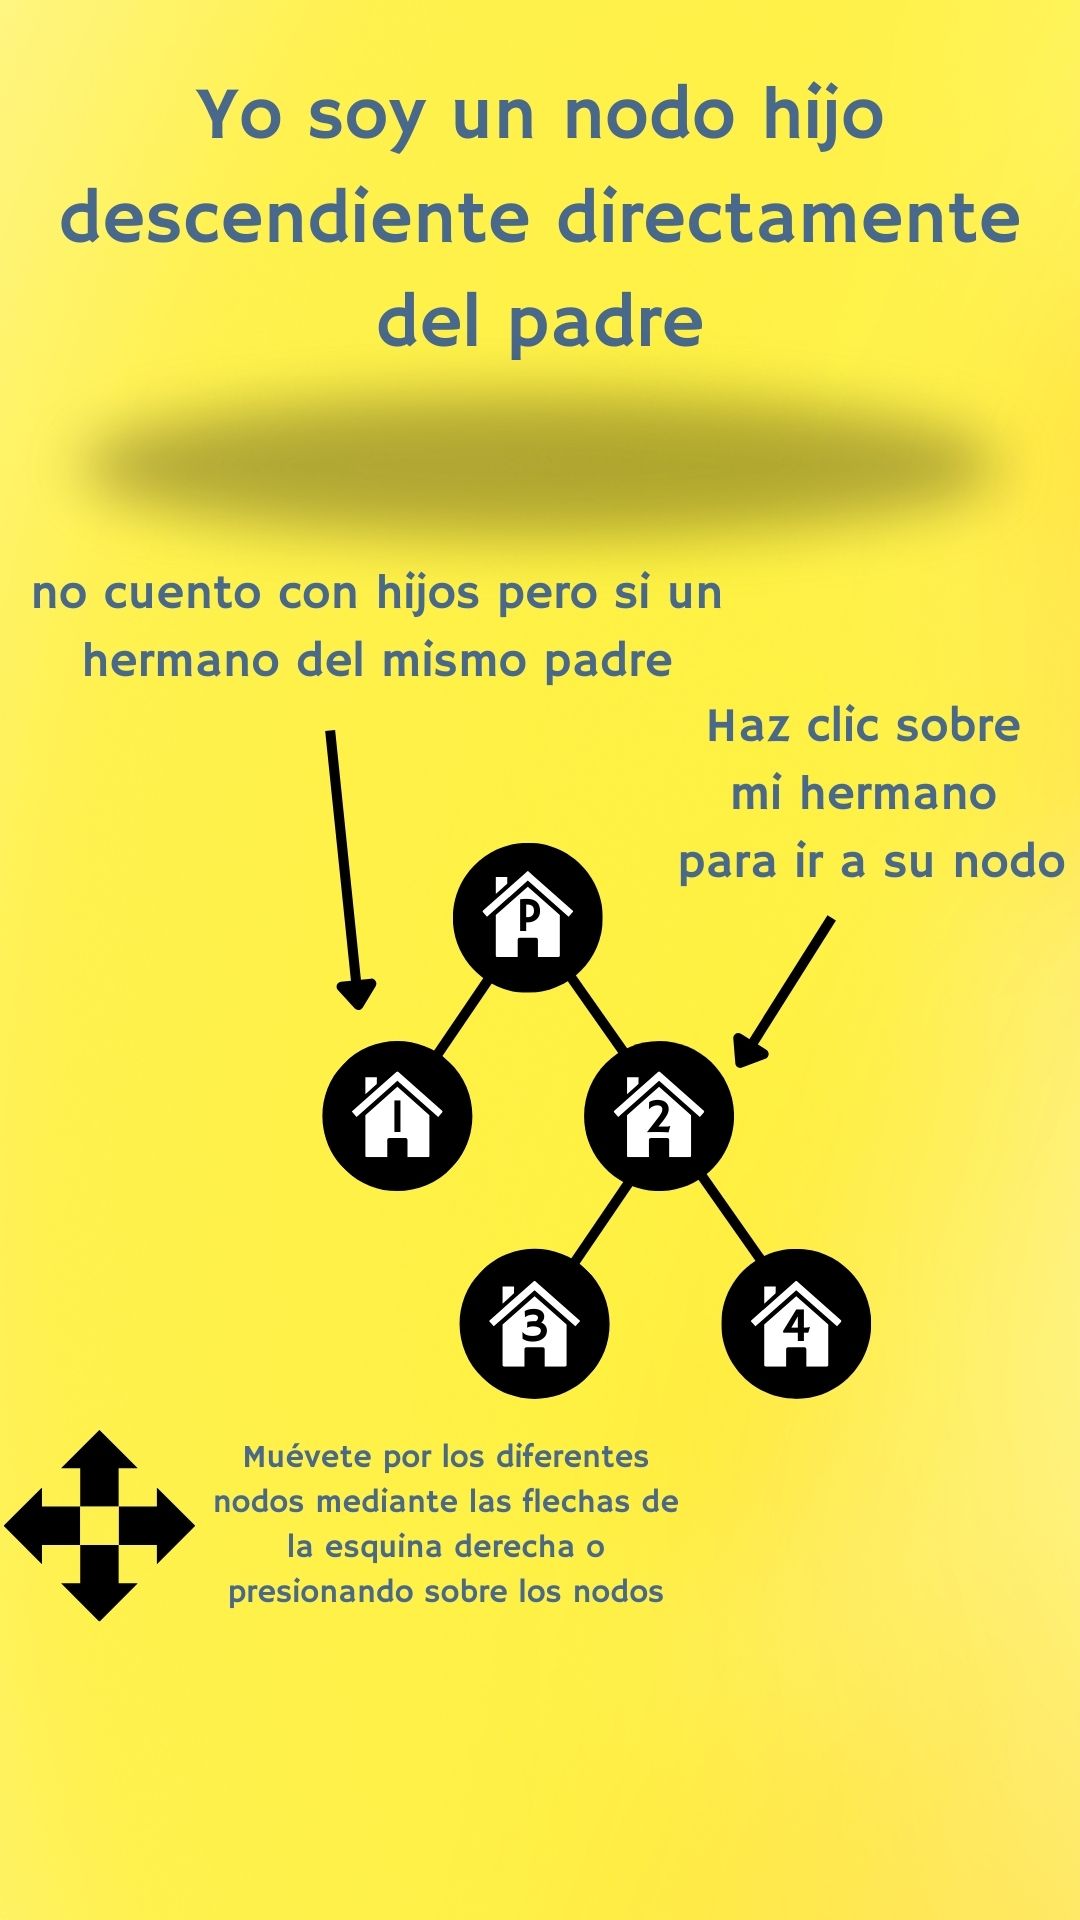 Yo soy un nodo hijo
descendiente directamente
del padre
no cuento con hijos pero si un
hermano del mismo padre
Haz clic sobre
mi hermano
para ir a su nodo
P
1
2
3
4
Muévete por los diferentes
nodos mediante las flechas de
la esquina derecha o
presionando sobre los nodos